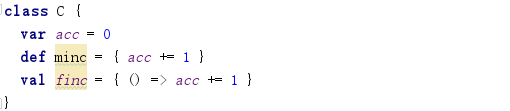 class C {
  var acc = 0
  def minc = { acc += 1 }
  val finc = { () => acc += 1 }
}